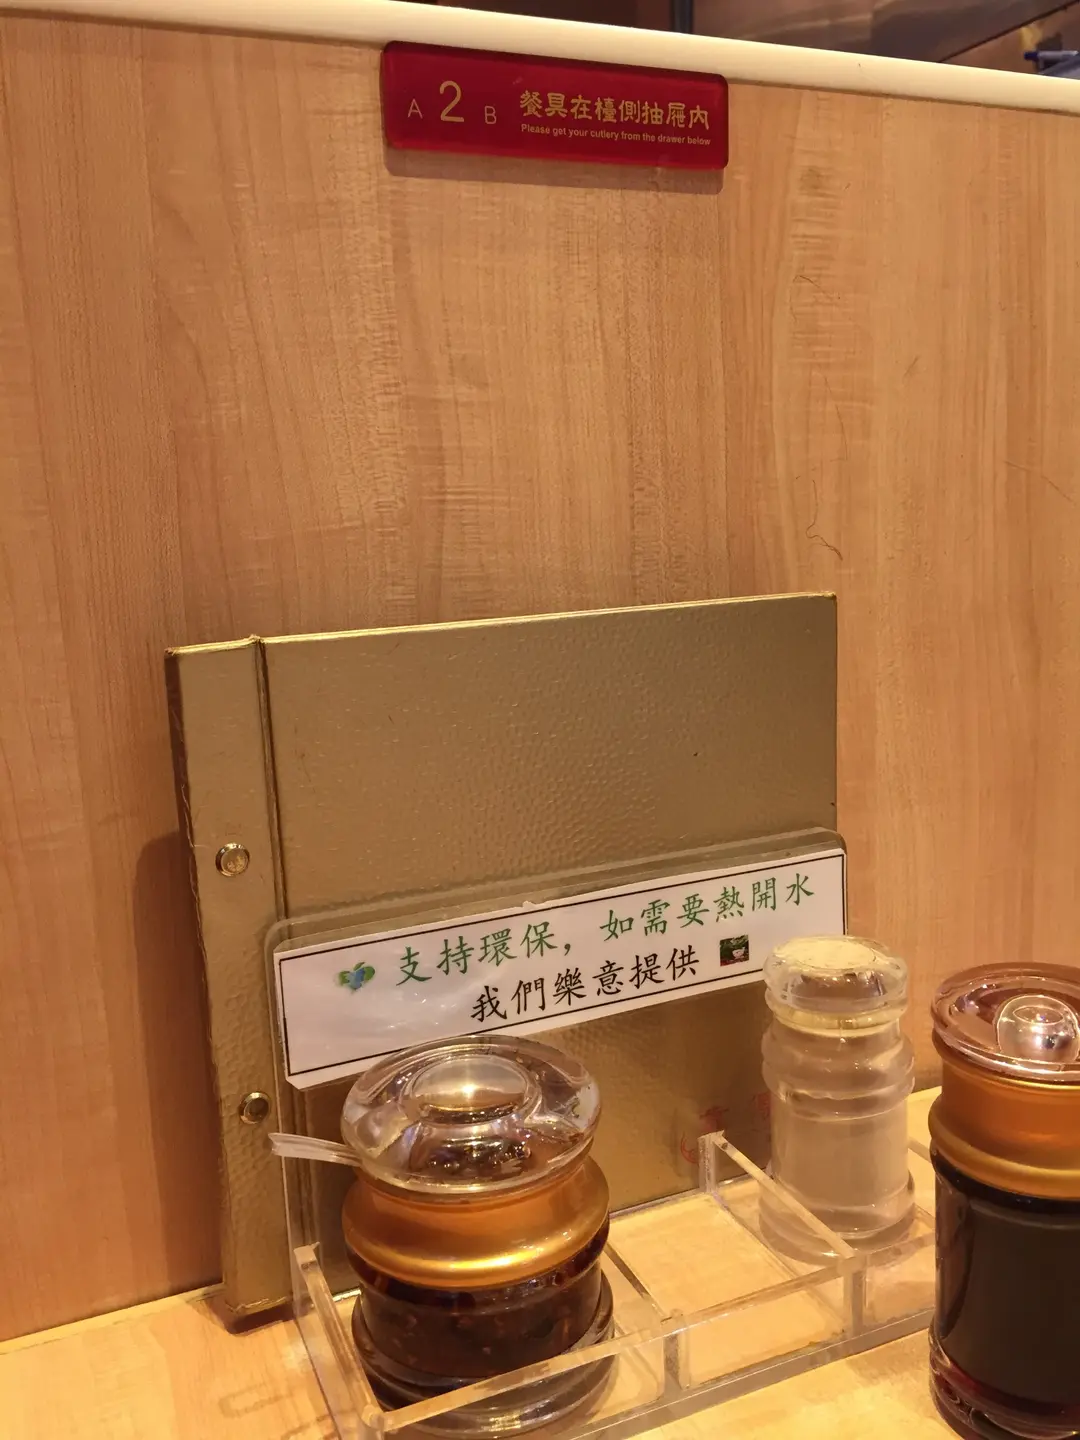 A 2 B
餐具在檯側抽屜內
Please get your cutlery from the drawer below
支持環保，如需要熱開水
我們樂意提供